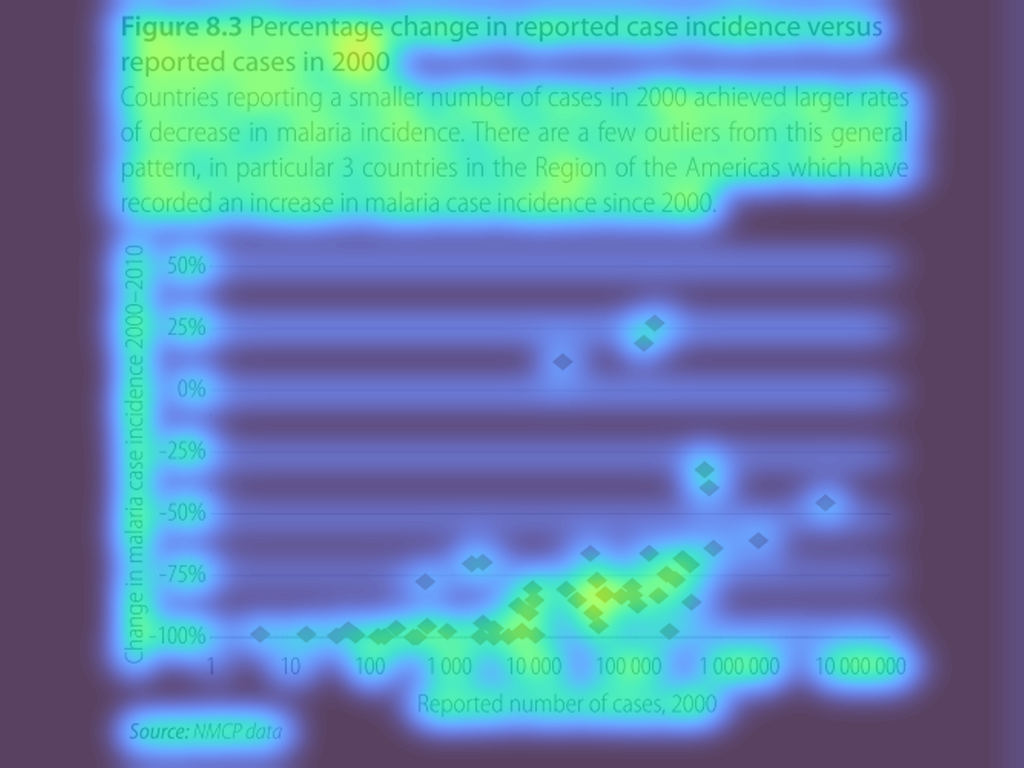 Figure 8.3 Percentage change in reported case incidence versus
reported cases in 2000
Countries reporting a smaller number of cases in 2000 achieved larger rates
of decrease in malaria incidence. There are a few outliers from this general
pattern, in particular 3 countries in the Region of the Americas which have
recorded an increase in malaria case incidence since 2000.
Change in malaria case incidence 2000–2010
50%
25%
0%
-25%
-50%
-75%
-100%
1 10 100 1 000 10 000 100 000 1 000 000 10 000 000
Reported number of cases, 2000
Source: NMCP data